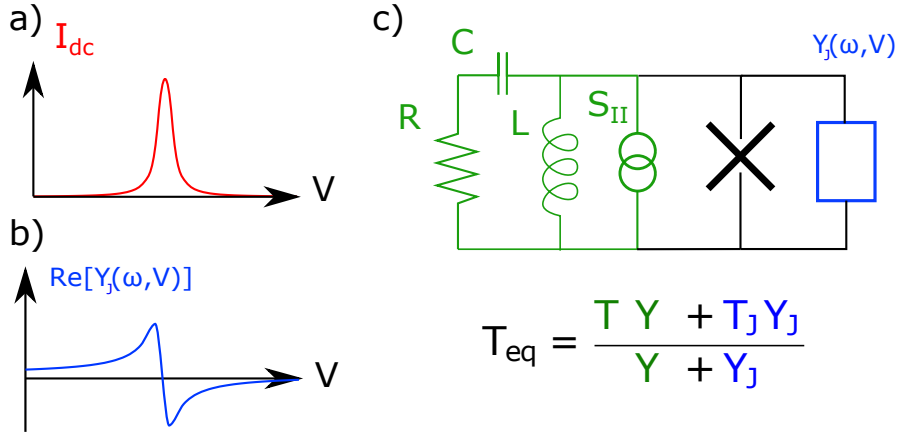 a)
I_dc
V
b)
Re[Y_J(ω,V)]
V
c)
C
R
L
S_II
Y_J(ω,V)
T_eq = (T Y + T_J Y_J) / (Y + Y_J)